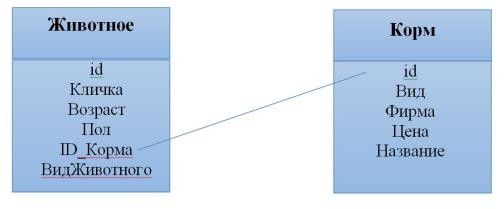 Животное
id
Кличка
Возраст
Пол
ID_Корма
ВидЖивотного
Корм
id
Вид
Фирма
Цена
Название